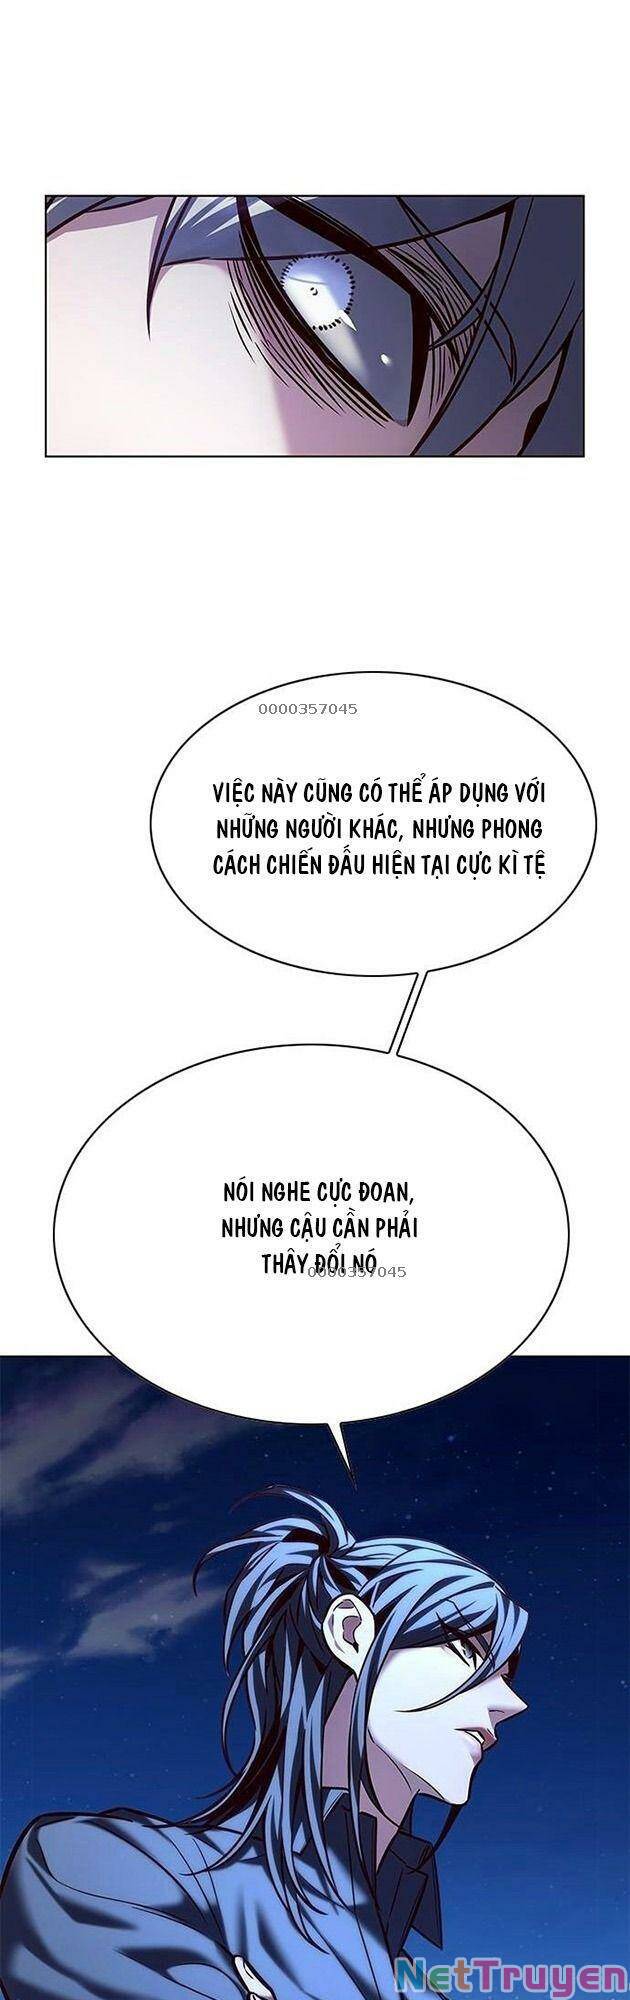 0000357045
VIỆC NÀY CŨNG CÓ THỂ ÁP DỤNG VỚI
NHỮNG NGƯỜI KHÁC, NHƯNG PHONG
CÁCH CHIẾN ĐẤU HIỆN TẠI CỰC KÌ TỆ
NÓI NGHE CỰC ĐOAN,
NHƯNG CẬU CẦN PHẢI
THÂY ĐỔI NÓ
0000357045
NetTruyen